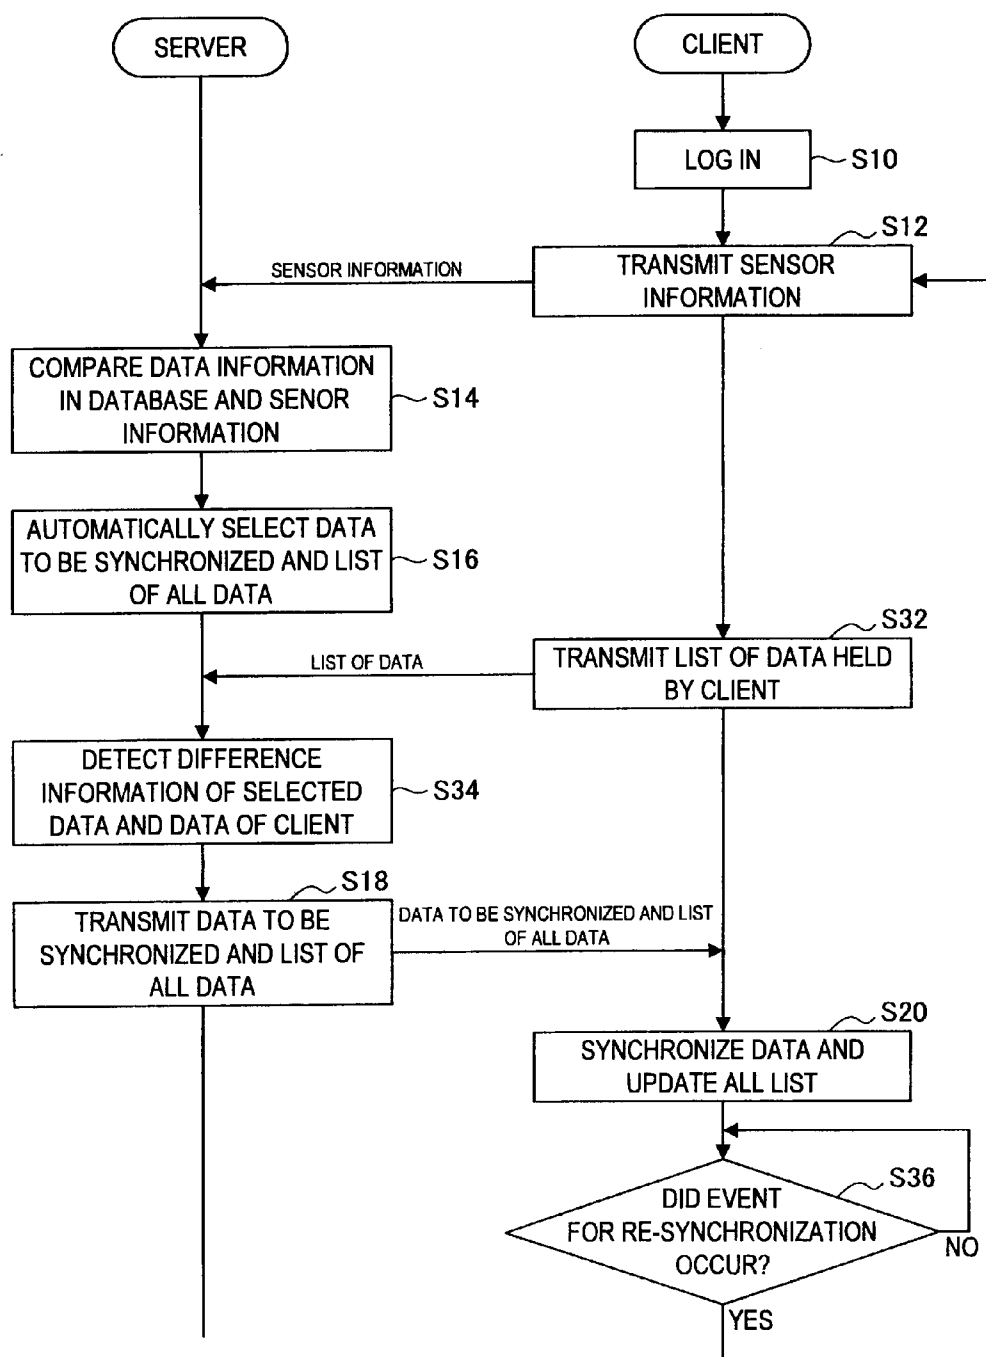 SERVER
CLIENT
LOG IN
S10
S12
TRANSMIT SENSOR
INFORMATION
SENSOR INFORMATION
COMPARE DATA INFORMATION
IN DATABASE AND SENOR
INFORMATION
S14
AUTOMATICALLY SELECT DATA
TO BE SYNCHRONIZED AND LIST
OF ALL DATA
S16
S32
TRANSMIT LIST OF DATA HELD
BY CLIENT
LIST OF DATA
DETECT DIFFERENCE
INFORMATION OF SELECTED
DATA AND DATA OF CLIENT
S34
S18
TRANSMIT DATA TO BE
SYNCHRONIZED AND LIST OF
ALL DATA
DATA TO BE SYNCHRONIZED AND LIST
OF ALL DATA
S20
SYNCHRONIZE DATA AND
UPDATE ALL LIST
S36
DID EVENT
FOR RE-SYNCHRONIZATION
OCCUR?
NO
YES